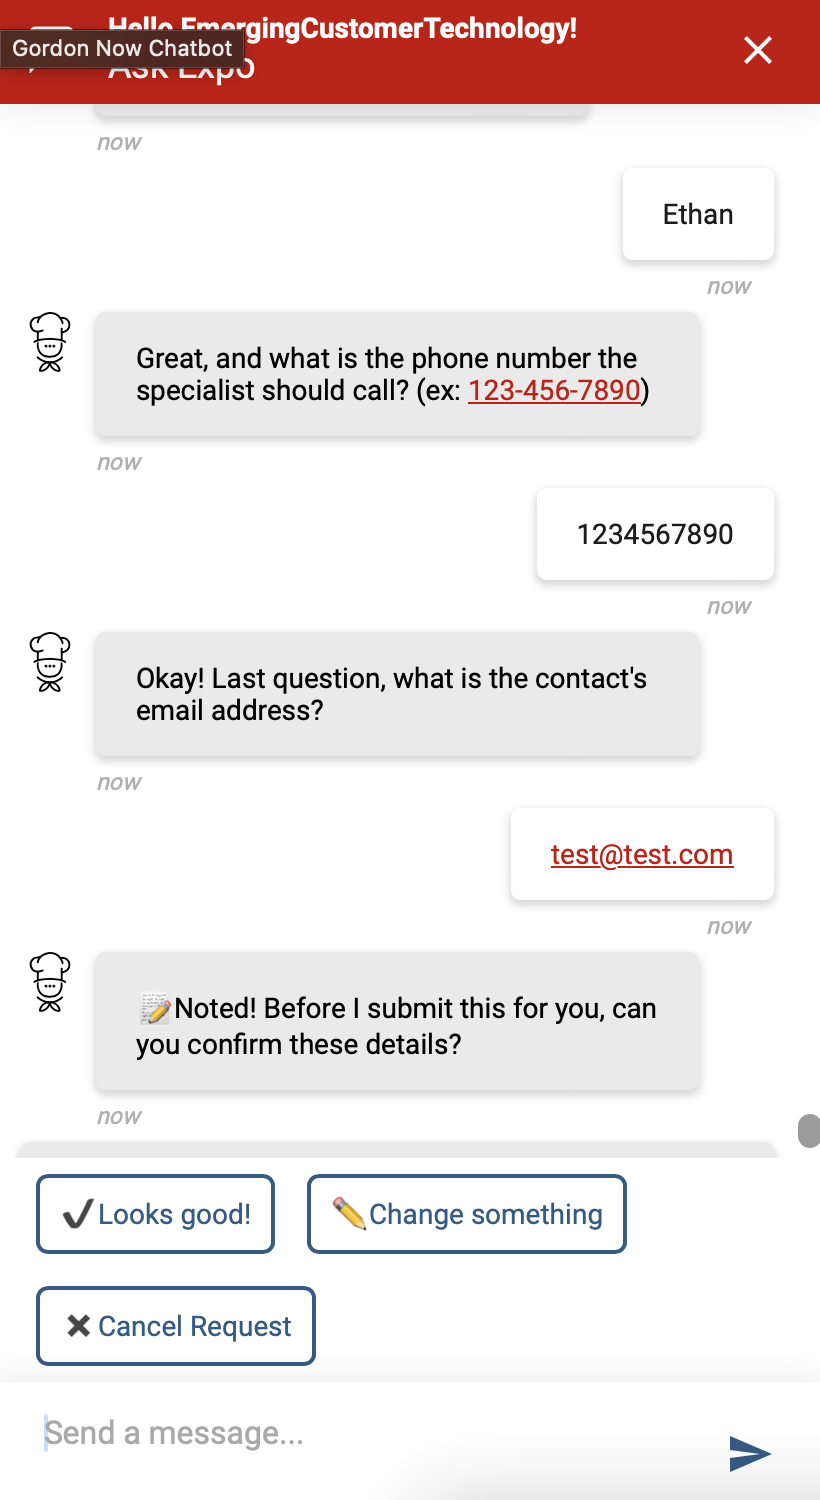 Hello EmergingCustomerTechnology!
Gordon Now Chatbot
Ask Expo
now
Ethan
now
Great, and what is the phone number the
specialist should call? (ex: 123-456-7890)
now
1234567890
now
Okay! Last question, what is the contact's
email address?
now
test@test.com
now
📝Noted! Before I submit this for you, can
you confirm these details?
now
✔Looks good!
✏️Change something
✖ Cancel Request
Send a message...